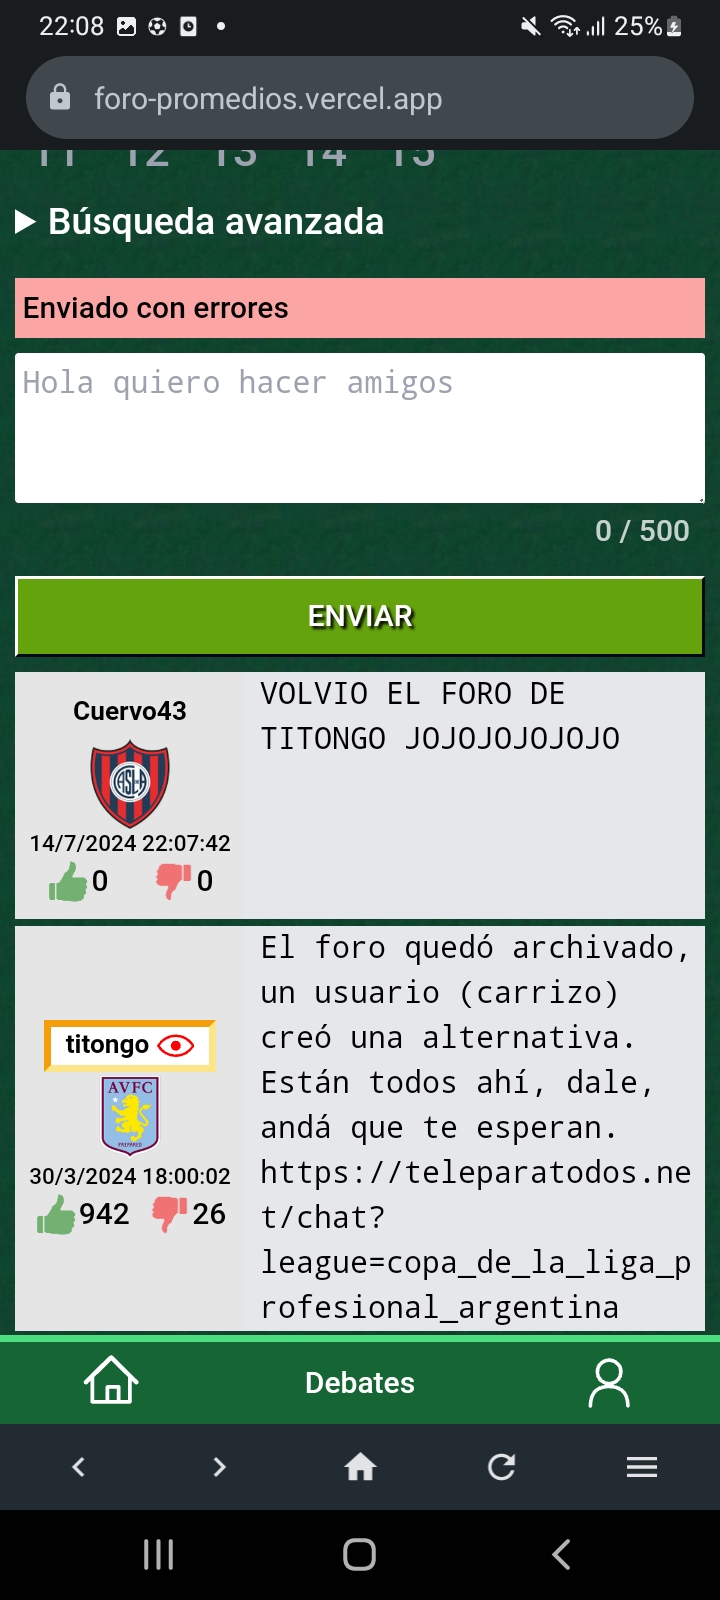 22:08
25%
foro-promedios.vercel.app
11 12 13 14 15
Búsqueda avanzada
Enviado con errores
Hola quiero hacer amigos
0 / 500
ENVIAR
Cuervo43
CASLA
14/7/2024 22:07:42
0 0
VOLVIO EL FORO DE
TITONGO JOJOJOJOJOJO
titongo
AVFC
PREPARED
30/3/2024 18:00:02
942 26
El foro quedó archivado,
un usuario (carrizo)
creó una alternativa.
Están todos ahí, dale,
andá que te esperan.
https://teleparatodos.ne
t/chat?
league=copa_de_la_liga_p
rofesional_argentina
Debates